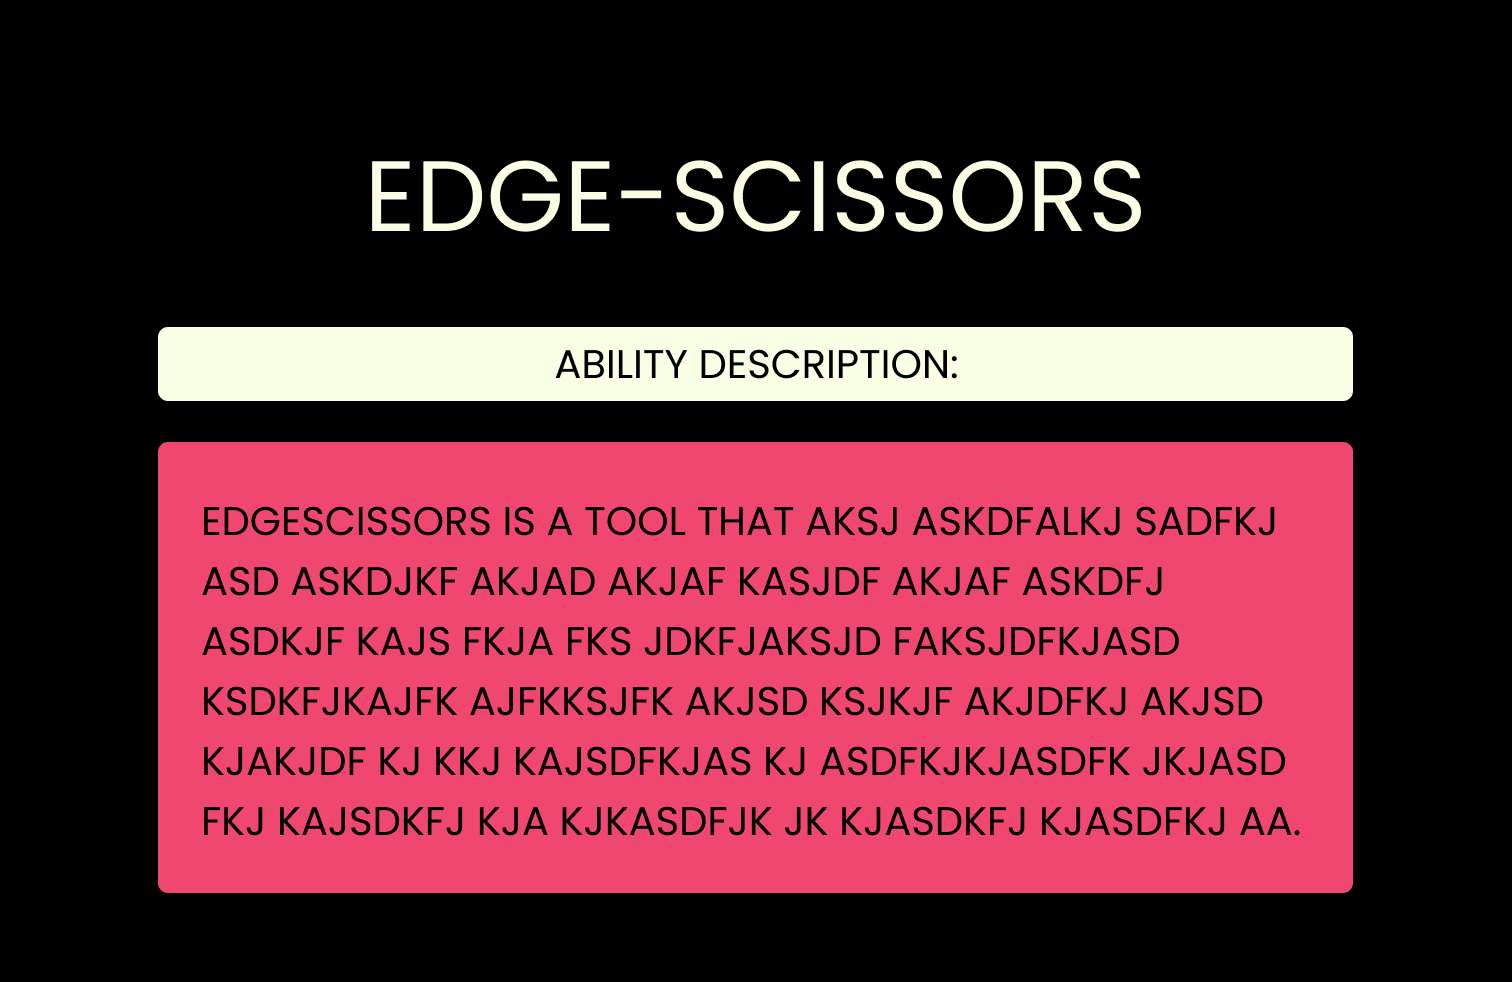 EDGE-SCISSORS
ABILITY DESCRIPTION:
EDGESCISSORS IS A TOOL THAT AKSJ ASKDFALKJ SADFKJ
ASD ASKDJKF AKJAD AKJAF KASJDF AKJAF ASKDFJ
ASDKJF KAJS FKJA FKS JDKFJAKSJD FAKSJDFKJASD
KSDKFJKAJFK AJFKKSJFK AKJSD KSJKJF AKJDFKJ AKJSD
KJAKJDF KJ KKJ KAJSDFKJAS KJ ASDFKJKJASDFK JKJASD
FKJ KAJSDKFJ KJA KJKASDFJK JK KJASDKFJ KJASDFKJ AA.